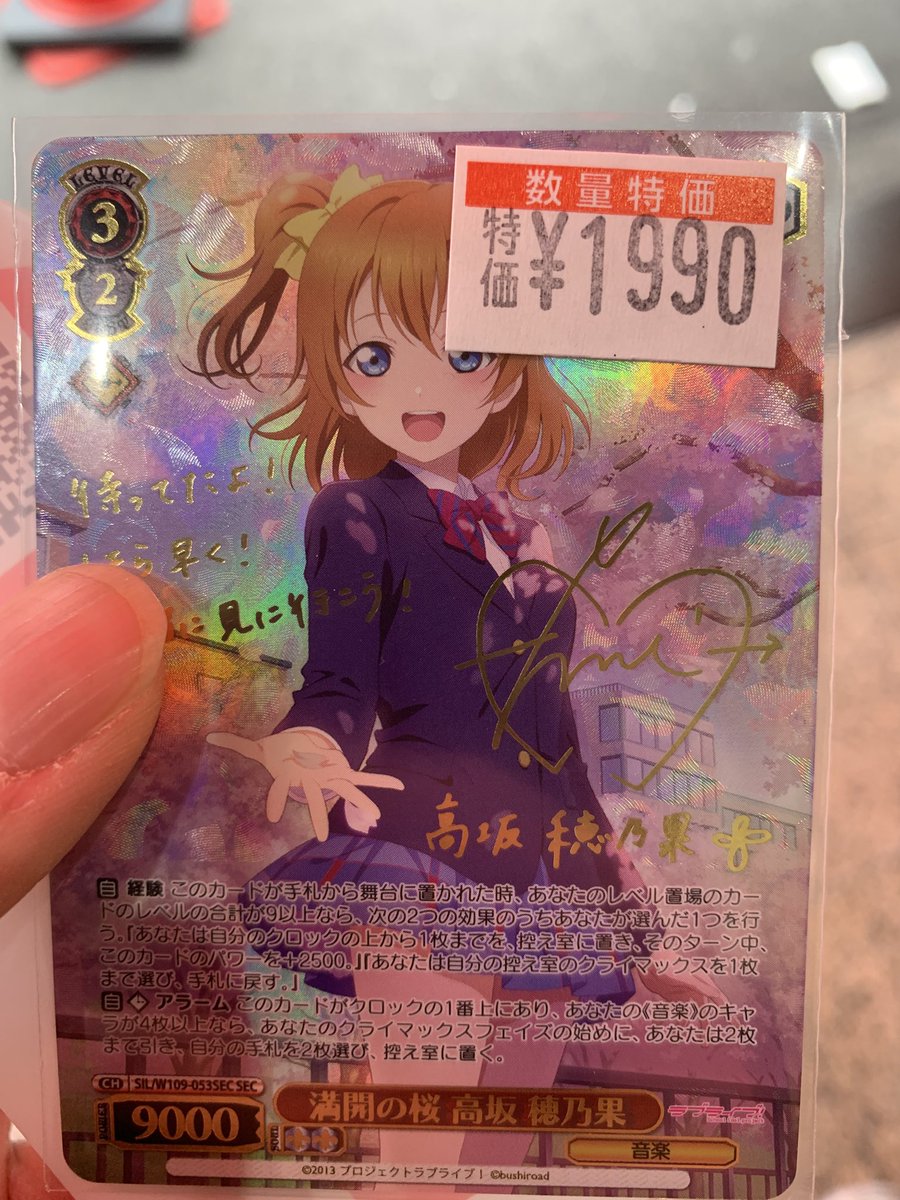 LEVEL
3
2
数量特価
特価 ¥1990
待ってたよ!
早く!
に見に行こう!
高坂 穂乃果
自 経験 このカードが手札から舞台に置かれた時、あなたのレベル置場のカー
ドのレベルの合計が9以上なら、次の2つの効果のうちあなたが選んだ1つを行
う。『あなたは自分のクロックの上から1枚までを、控え室に置き、そのターン中、
このカードのパワーを+2500。』『あなたは自分の控え室のクライマックスを1枚
まで選び、手札に戻す。』
自 アラーム このカードがクロックの1番上にあり、あなたの《音楽》のキャ
ラが4枚以上なら、あなたのクライマックスフェイズの始めに、あなたは2枚
まで引き、自分の手札を2枚選び、控え室に置く。
CH SIL/W109-053SEC SEC
9000
満開の桜 高坂 穂乃果
ラブライブ!
音楽
©2013 プロジェクトラブライブ! ©bushiroad